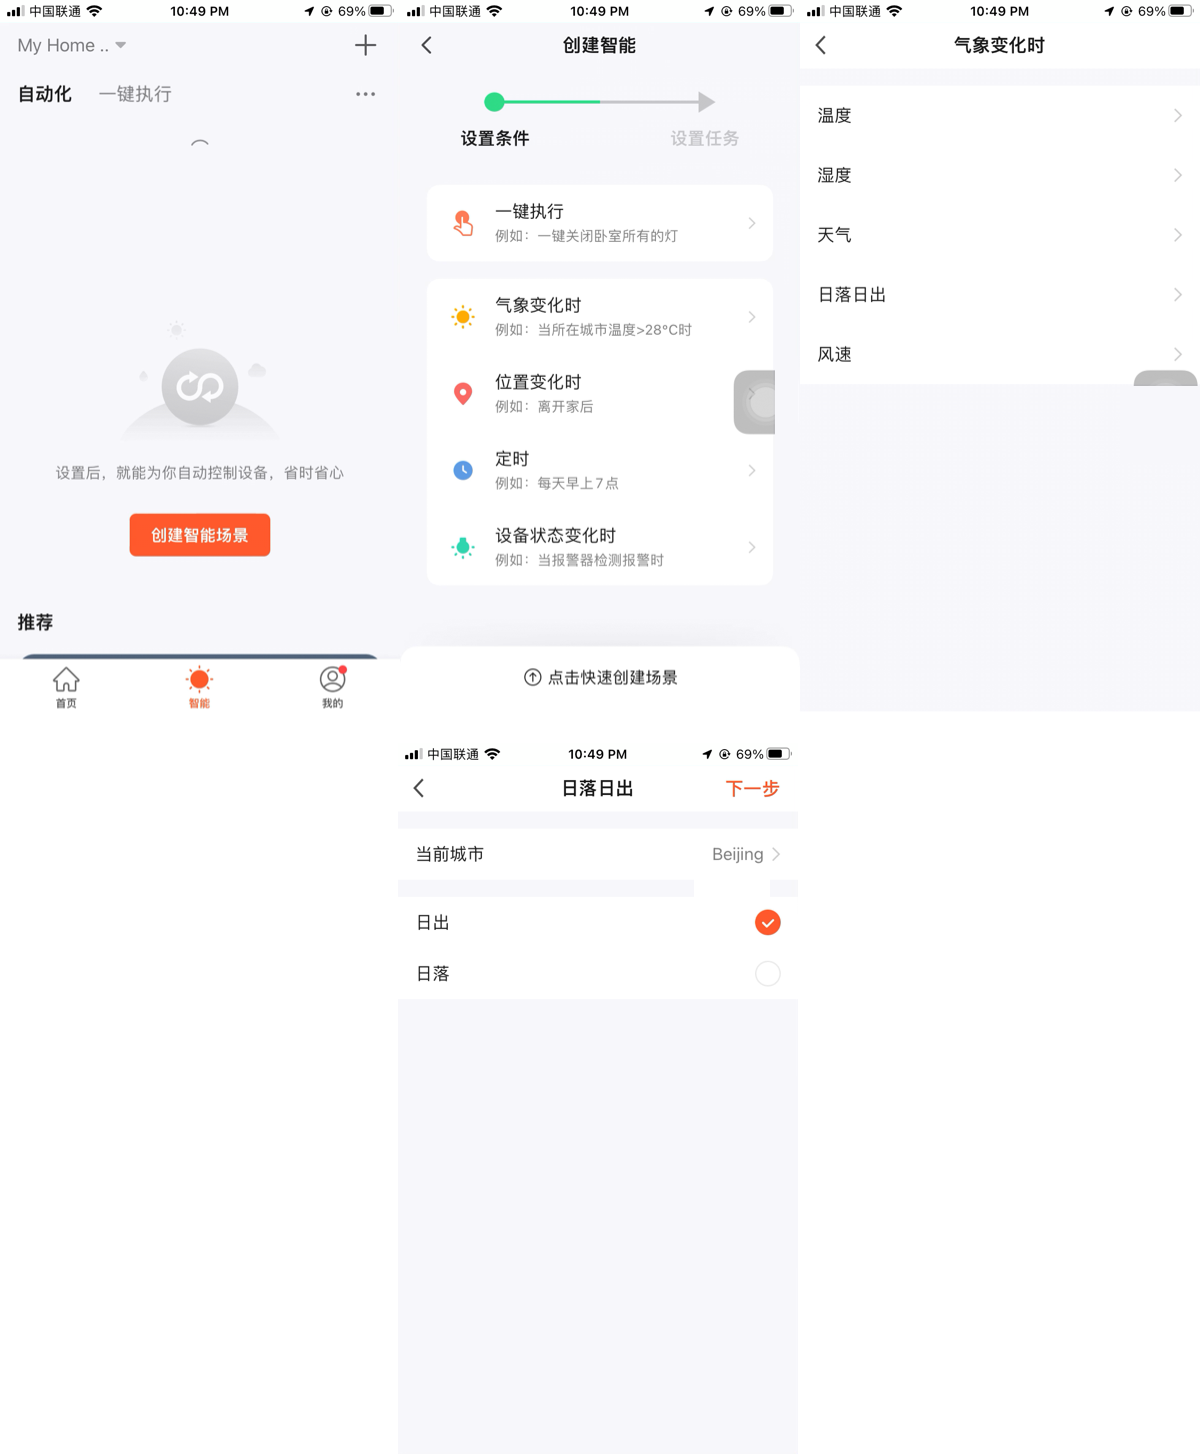 中国联通
10:49 PM
69%
My Home ..
自动化
一键执行
设置后，就能为你自动控制设备，省时省心
创建智能场景
推荐
首页
智能
我的
中国联通
10:49 PM
69%
创建智能
设置条件
设置任务
一键执行
例如：一键关闭卧室所有的灯
气象变化时
例如：当所在城市温度>28°C时
位置变化时
例如：离开家后
定时
例如：每天早上7点
设备状态变化时
例如：当报警器检测报警时
点击快速创建场景
中国联通
10:49 PM
69%
气象变化时
温度
湿度
天气
日落日出
风速
中国联通
10:49 PM
69%
日落日出
下一步
当前城市
Beijing
日出
日落